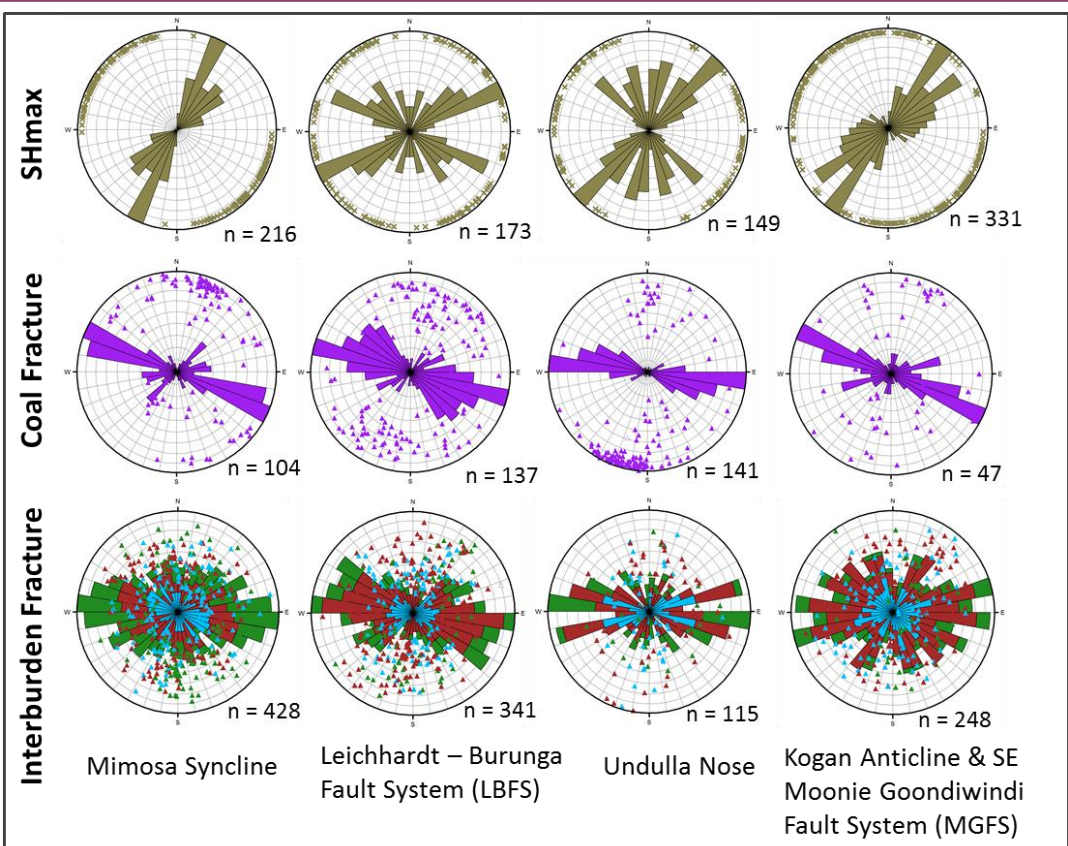 SHmax
N
W
E
S
n = 216
N
W
E
S
n = 173
N
W
E
S
n = 149
N
W
E
S
n = 331
Coal Fracture
N
W
E
S
n = 104
N
W
E
S
n = 137
N
W
E
S
n = 141
N
W
E
S
n = 47
Interburden Fracture
N
W
E
S
n = 428
N
W
E
S
n = 341
N
W
E
S
n = 115
N
W
E
S
n = 248
Mimosa Syncline
Leichhardt – Burunga
Fault System (LBFS)
Undulla Nose
Kogan Anticline & SE
Moonie Goondiwindi
Fault System (MGFS)